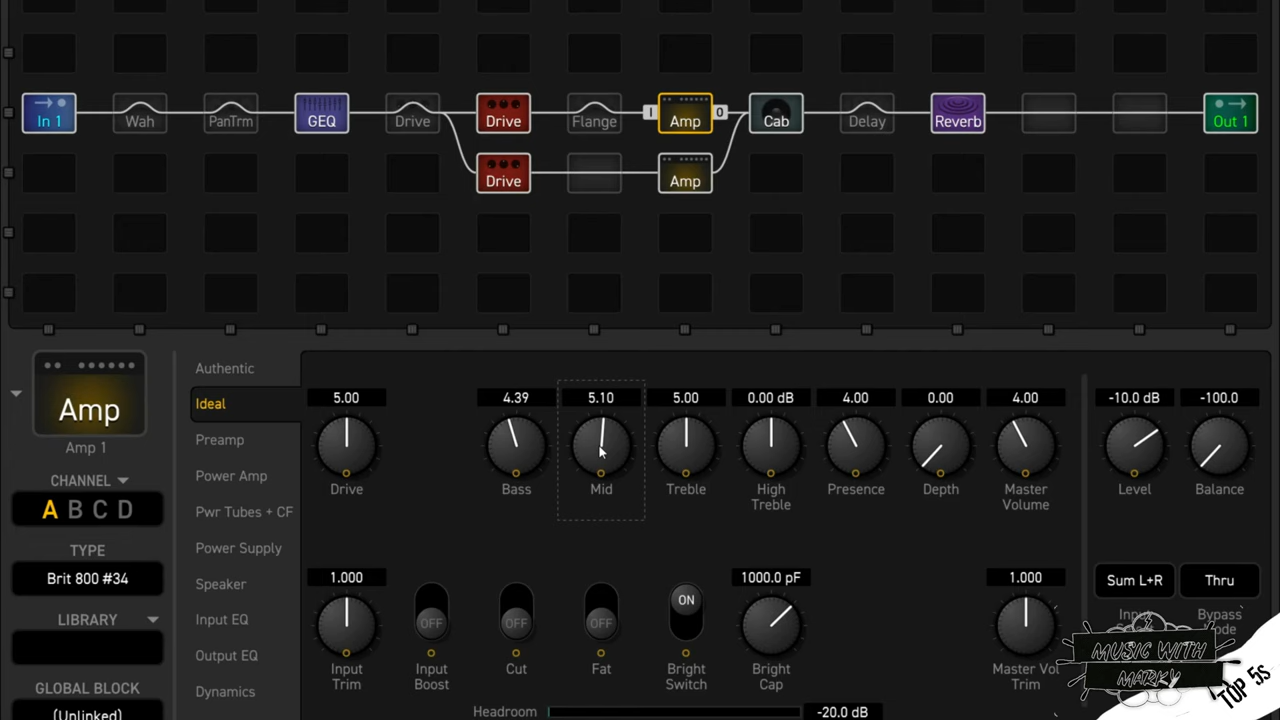 In 1
Wah
PanTrm
GEQ
Drive
Drive
Flange
I
Amp
O
Cab
Delay
Reverb
Out 1
Drive
Amp
Amp
Amp 1
CHANNEL
A B C D
TYPE
Brit 800 #34
LIBRARY
GLOBAL BLOCK
(Unlinked)
Authentic
Ideal
Preamp
Power Amp
Pwr Tubes + CF
Power Supply
Speaker
Input EQ
Output EQ
Dynamics
5.00 4.39 5.10 5.00 0.00 dB 4.00 0.00 4.00 -10.0 dB -100.0
Drive Bass Mid Treble High Treble Presence Depth Master Volume Level Balance
1.000 1000.0 pF 1.000
OFF OFF OFF ON
Sum L+R Thru
Input Trim
Input Boost
Cut
Fat
Bright Switch
Bright Cap
Master Vol Trim
Bypass
Headroom -20.0 dB
MUSIC WITH
MARKY
TOP 5s